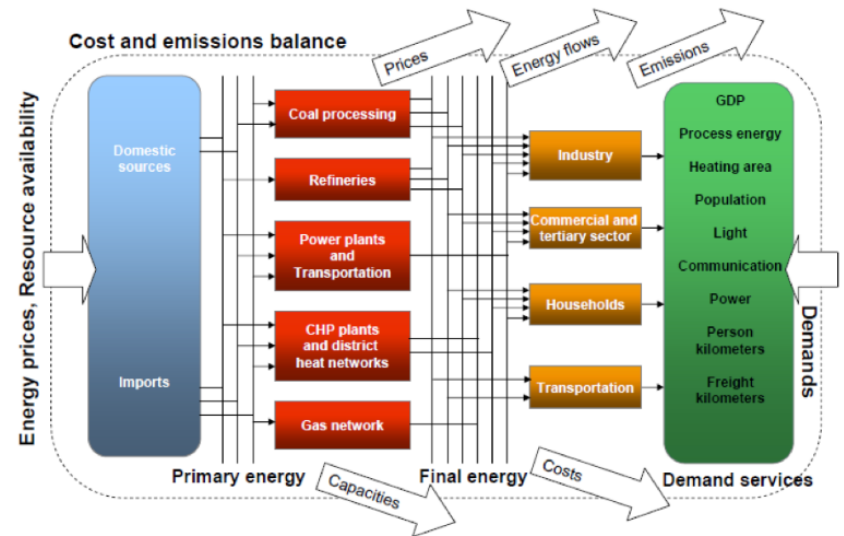 Cost and emissions balance
Prices
Energy flows
Emissions
Energy prices, Resource availability
Domestic
sources
Imports
Coal processing
Refineries
Power plants
and
Transportation
CHP plants
and district
heat networks
Gas network
Industry
Commercial and
tertiary sector
Households
Transportation
GDP
Process energy
Heating area
Population
Light
Communication
Power
Person
kilometers
Freight
kilometers
Demands
Primary energy
Capacities
Final energy
Costs
Demand services